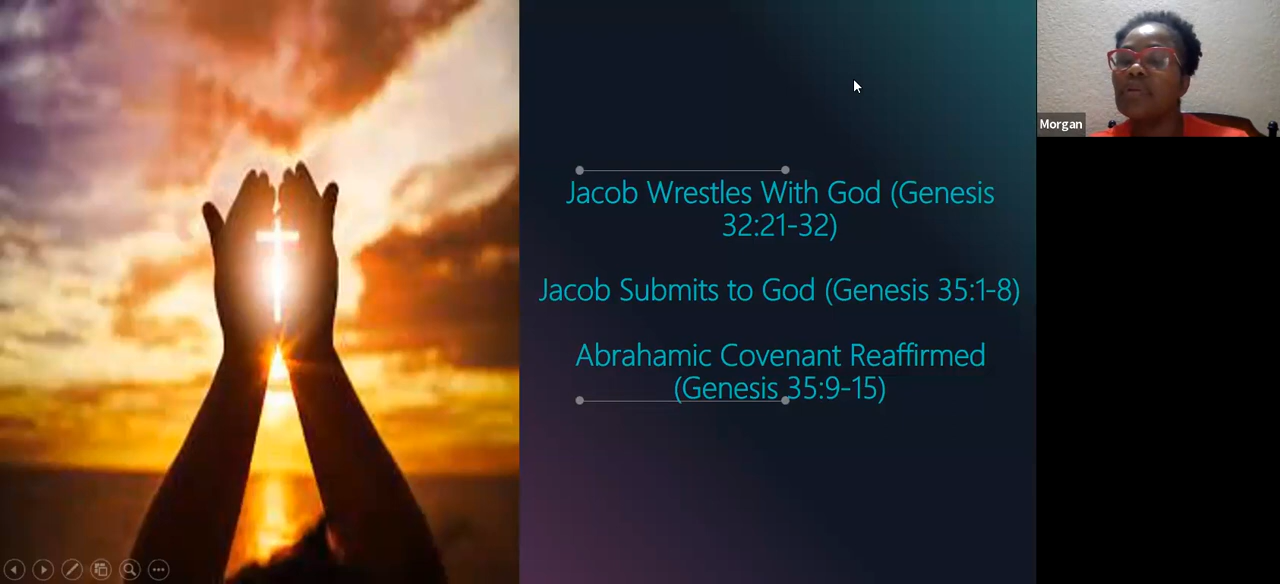 Jacob Wrestles With God (Genesis
32:21-32)
Jacob Submits to God (Genesis 35:1-8)
Abrahamic Covenant Reaffirmed
(Genesis 35:9-15)
Morgan